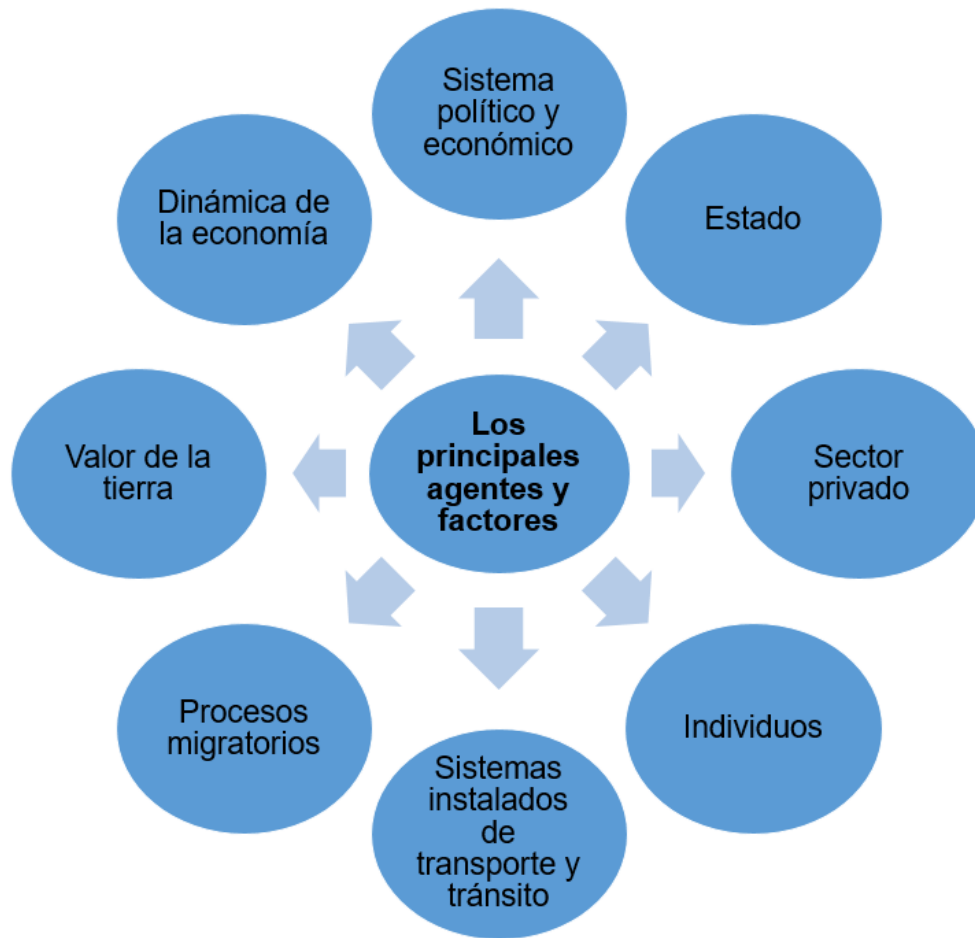 Sistema
político y
económico
Estado
Sector
privado
Individuos
Sistemas
instalados
de
transporte y
tránsito
Procesos
migratorios
Valor de la
tierra
Dinámica de
la economía
Los
principales
agentes y
factores